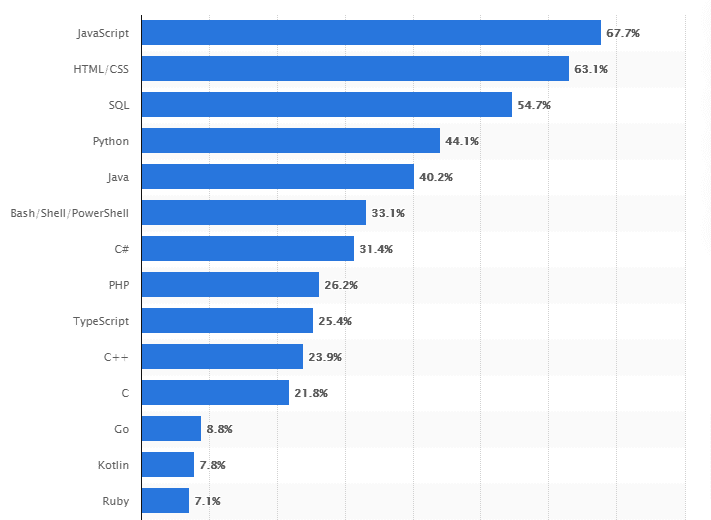 JavaScript 67.7%
HTML/CSS 63.1%
SQL 54.7%
Python 44.1%
Java 40.2%
Bash/Shell/PowerShell 33.1%
C# 31.4%
PHP 26.2%
TypeScript 25.4%
C++ 23.9%
C 21.8%
Go 8.8%
Kotlin 7.8%
Ruby 7.1%